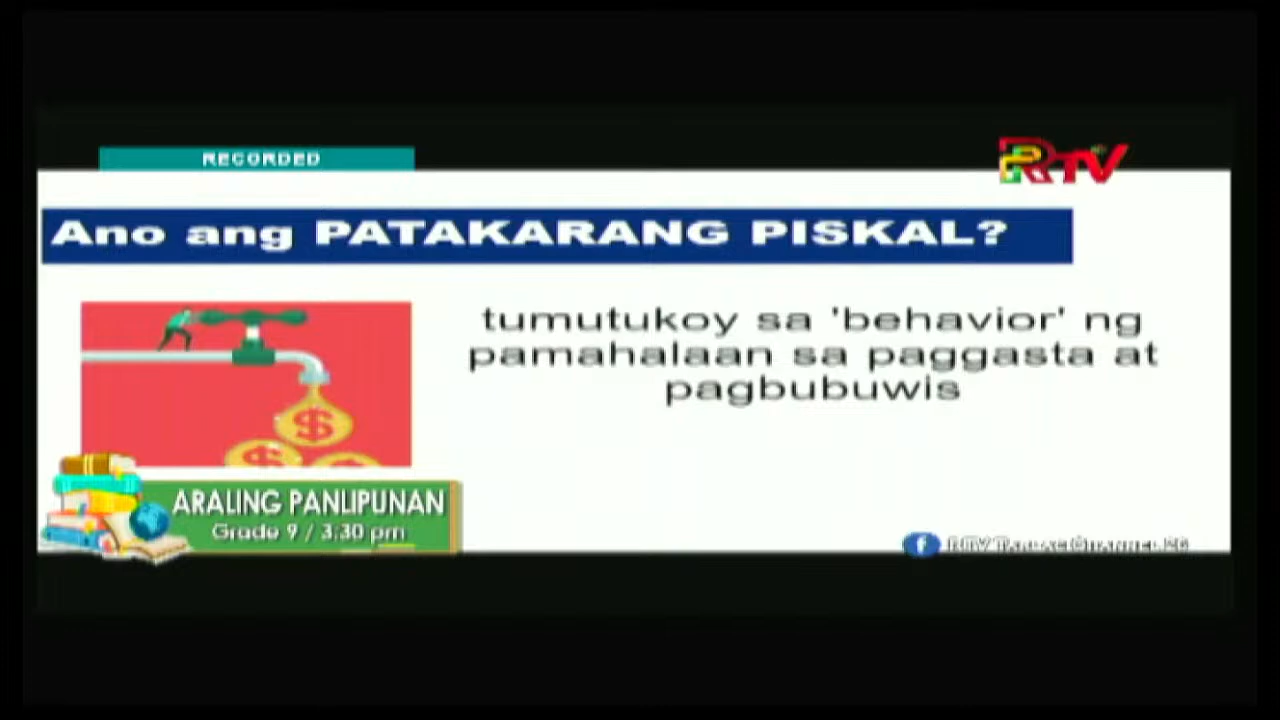 RECORDED
RTV
Ano ang PATAKARANG PISKAL?
tumutukoy sa 'behavior' ng
pamahalaan sa paggasta at
pagbubuwis
$
$
ARALING PANLIPUNAN
Grade 9 / 3:30 pm
f